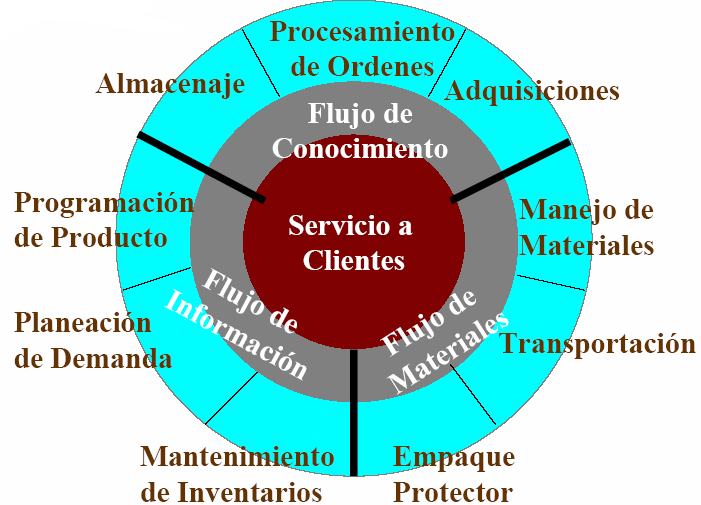 Procesamiento
de Ordenes
Almacenaje
Adquisiciones
Flujo de
Conocimiento
Programación
de Producto
Manejo de
Materiales
Servicio a
Clientes
Flujo de
Información
Flujo de
Materiales
Planeación
de Demanda
Transportación
Mantenimiento
de Inventarios
Empaque
Protector